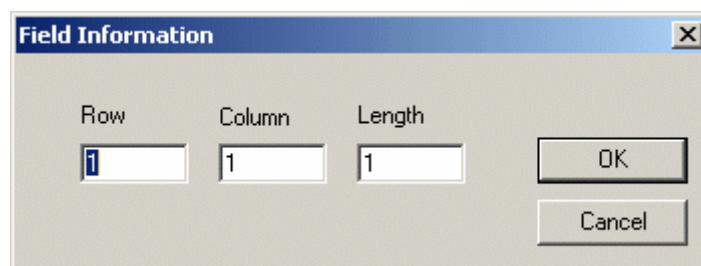 Field Information
Row Column Length
1 1 1
OK
Cancel